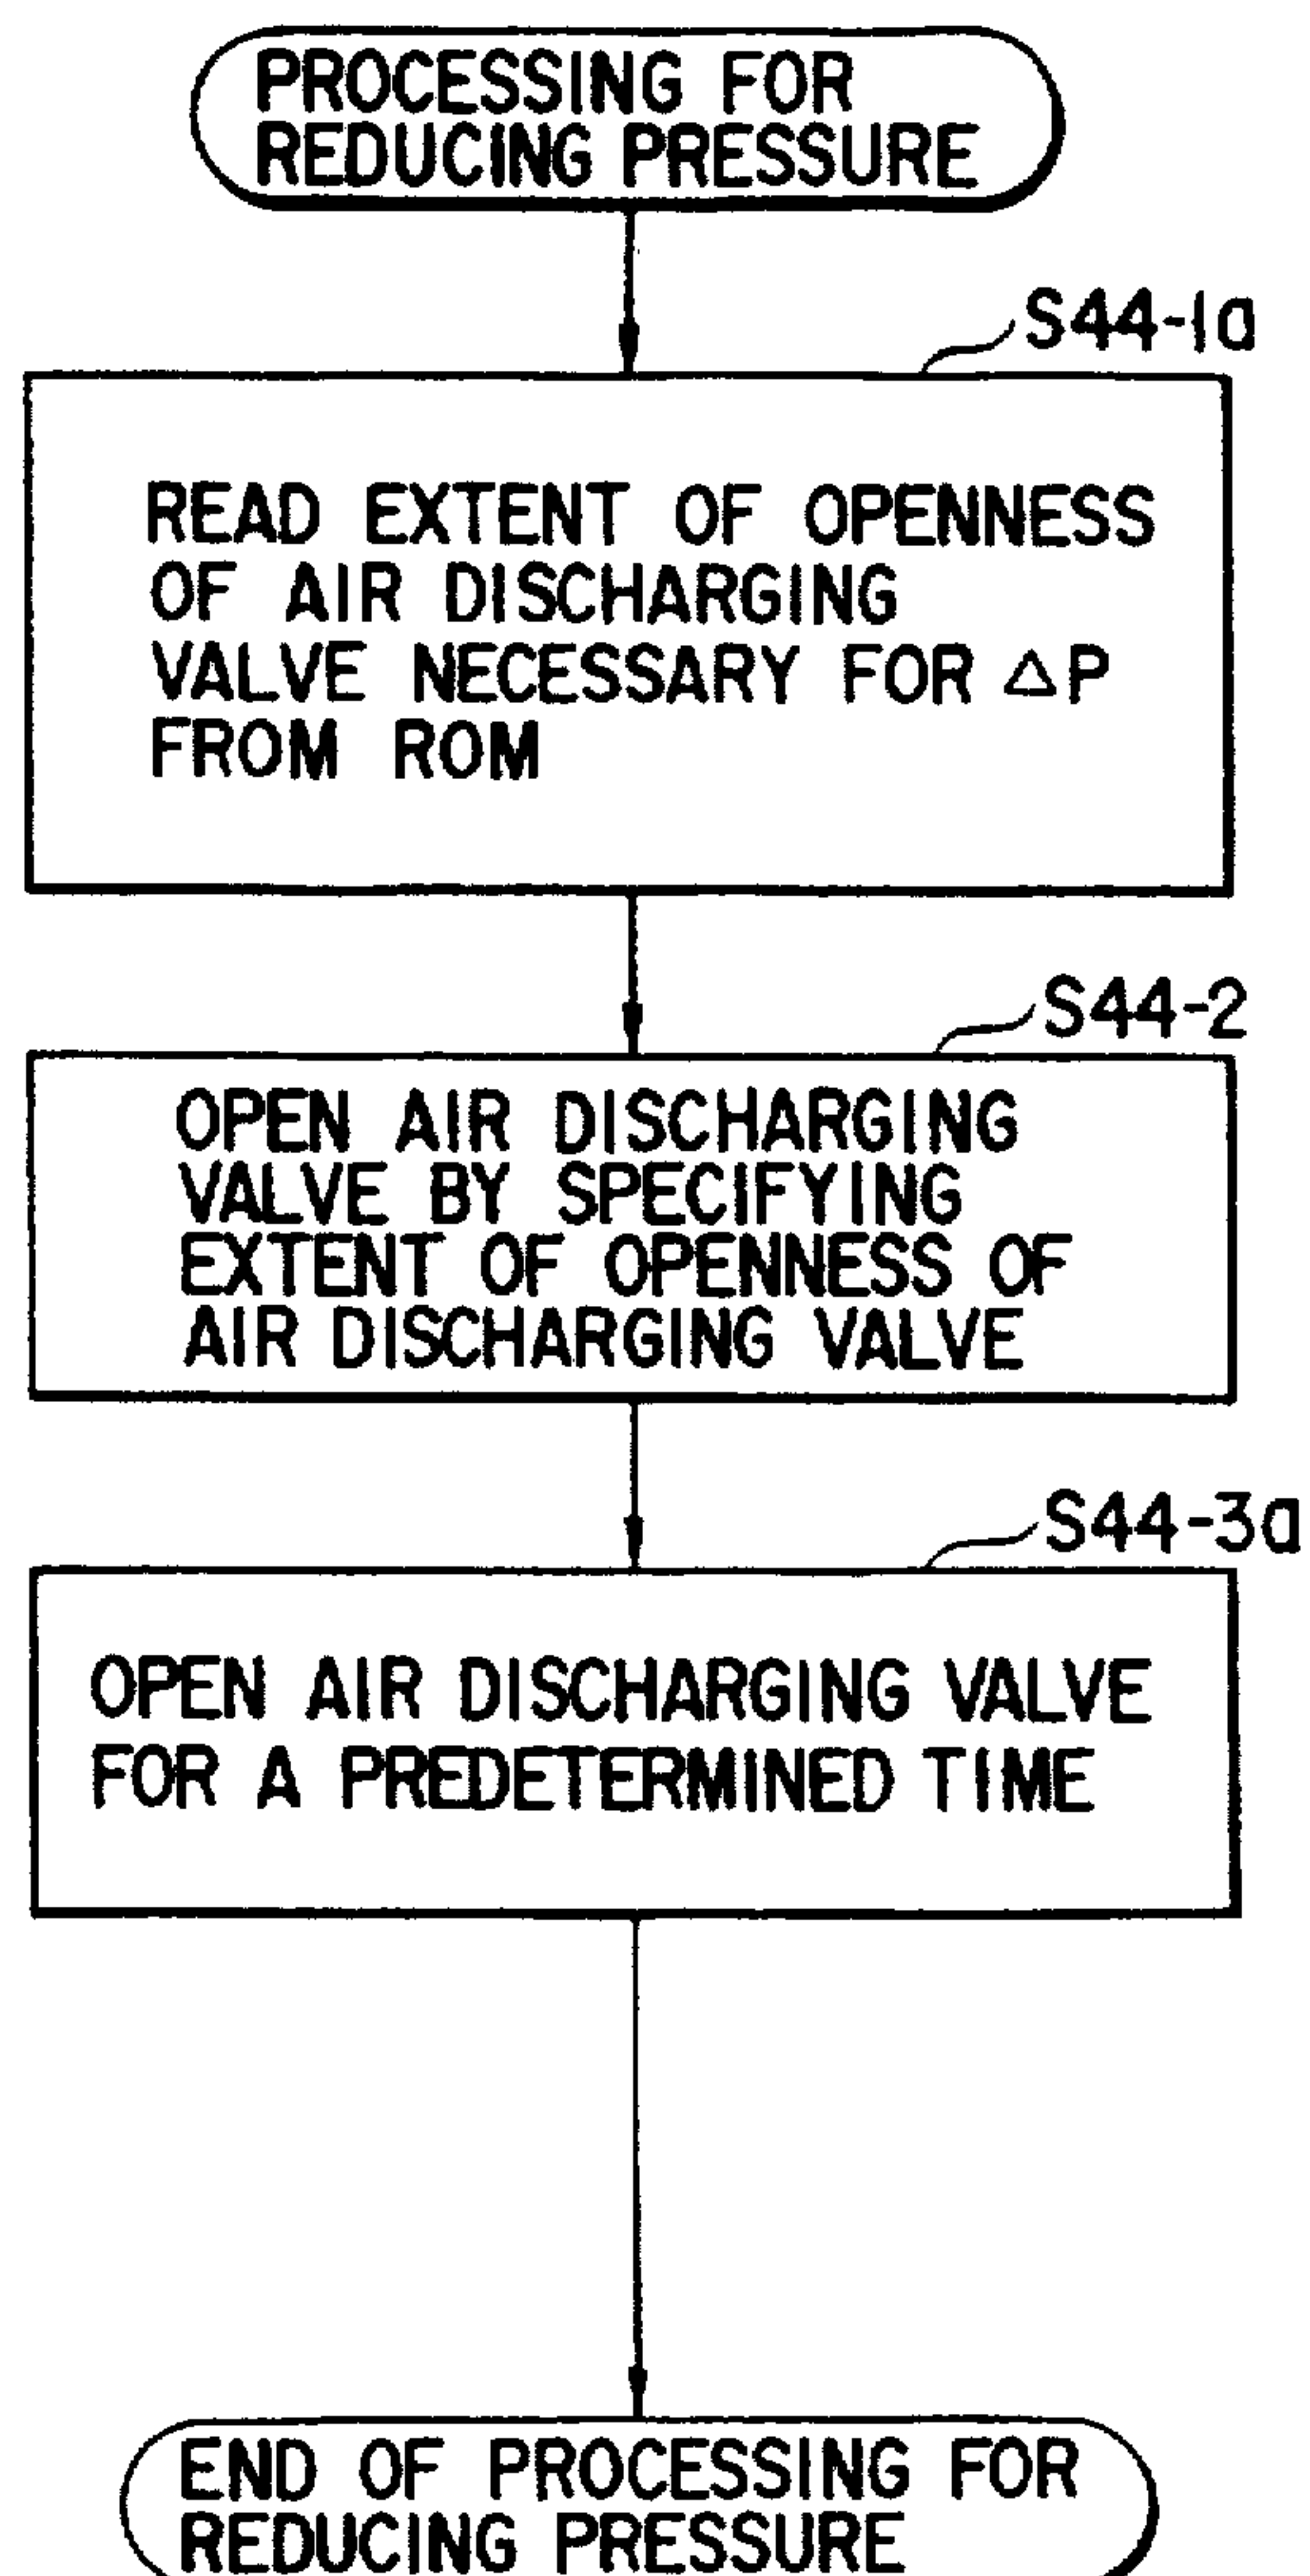 PROCESSING FOR
REDUCING PRESSURE
S44-1a
READ EXTENT OF OPENNESS
OF AIR DISCHARGING
VALVE NECESSARY FOR △P
FROM ROM
S44-2
OPEN AIR DISCHARGING
VALVE BY SPECIFYING
EXTENT OF OPENNESS OF
AIR DISCHARGING VALVE
S44-3a
OPEN AIR DISCHARGING VALVE
FOR A PREDETERMINED TIME
END OF PROCESSING FOR
REDUCING PRESSURE